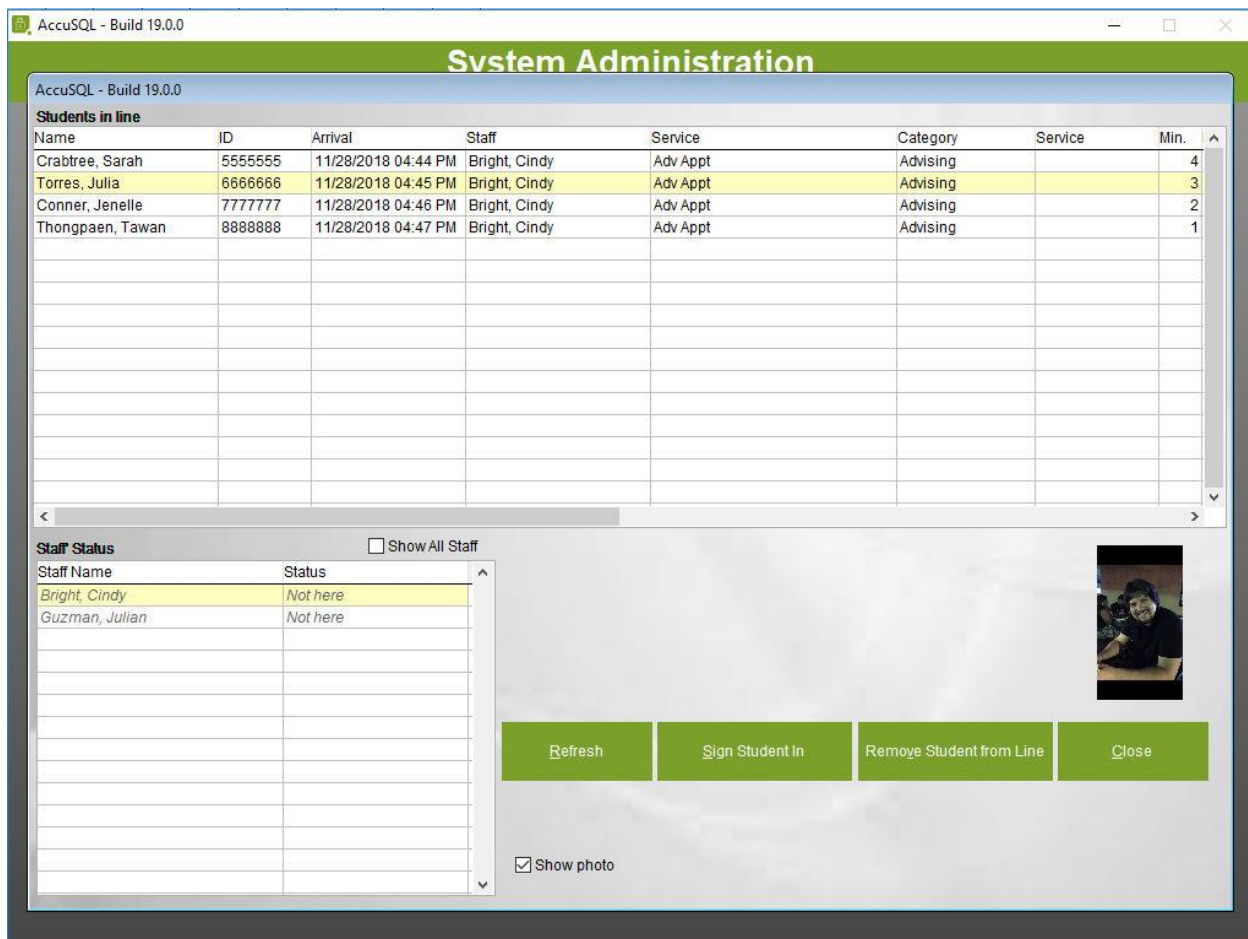 AccuSQL - Build 19.0.0
System Administration
AccuSQL - Build 19.0.0
Students in line
Name ID Arrival Staff Service Category Service Min.
Crabtree, Sarah 5555555 11/28/2018 04:44 PM Bright, Cindy Adv Appt Advising 4
Torres, Julia 6666666 11/28/2018 04:45 PM Bright, Cindy Adv Appt Advising 3
Conner, Jenelle 7777777 11/28/2018 04:46 PM Bright, Cindy Adv Appt Advising 2
Thongpaen, Tawan 8888888 11/28/2018 04:47 PM Bright, Cindy Adv Appt Advising 1
Staff Status Show All Staff
Staff Name Status
Bright, Cindy Not here
Guzman, Julian Not here
Refresh Sign Student In Remove Student from Line Close
Show photo